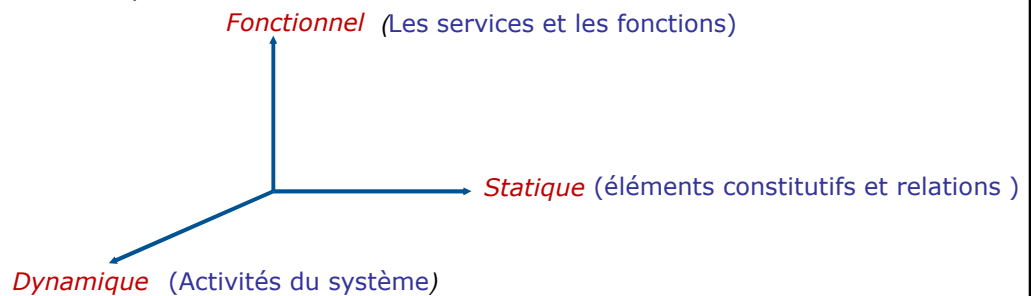 Fonctionnel (Les services et les fonctions)
Statique (éléments constitutifs et relations )
Dynamique (Activités du système)